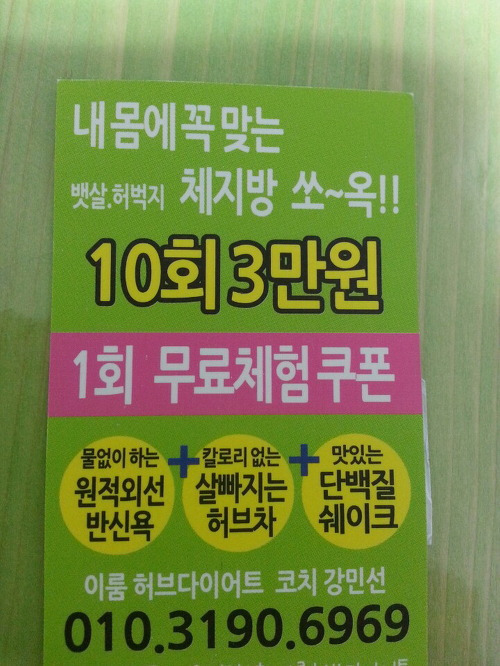 내 몸에 꼭 맞는
뱃살.허벅지 체지방 쏘~옥!!
10회 3만원
1회 무료체험 쿠폰
물없이 하는
원적외선
반신욕
+
칼로리 없는
살빠지는
허브차
+
맛있는
단백질
쉐이크
이룸 허브다이어트 코치 강민선
010.3190.6969